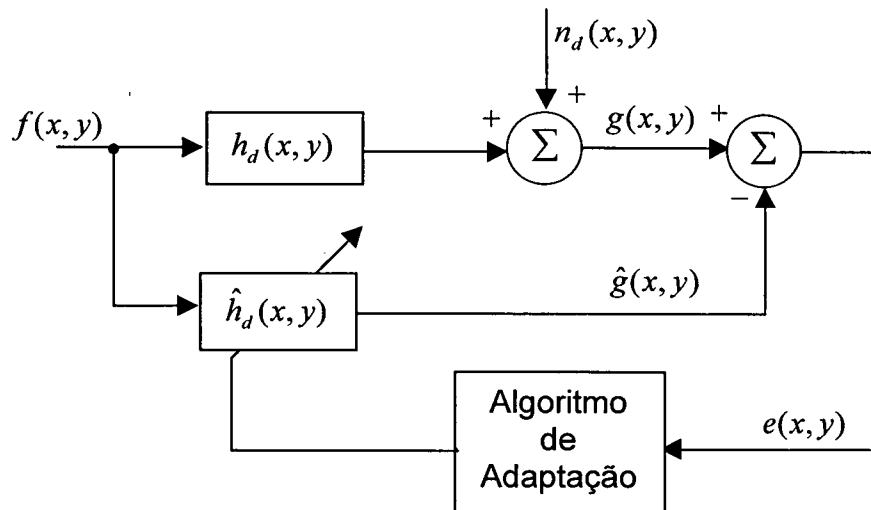 n_d(x, y)
f(x, y)
+
+
g(x, y)
+
h_d(x, y)
Σ
Σ
−
ĥ_d(x, y)
ĝ(x, y)
Algoritmo
de
Adaptação
e(x, y)